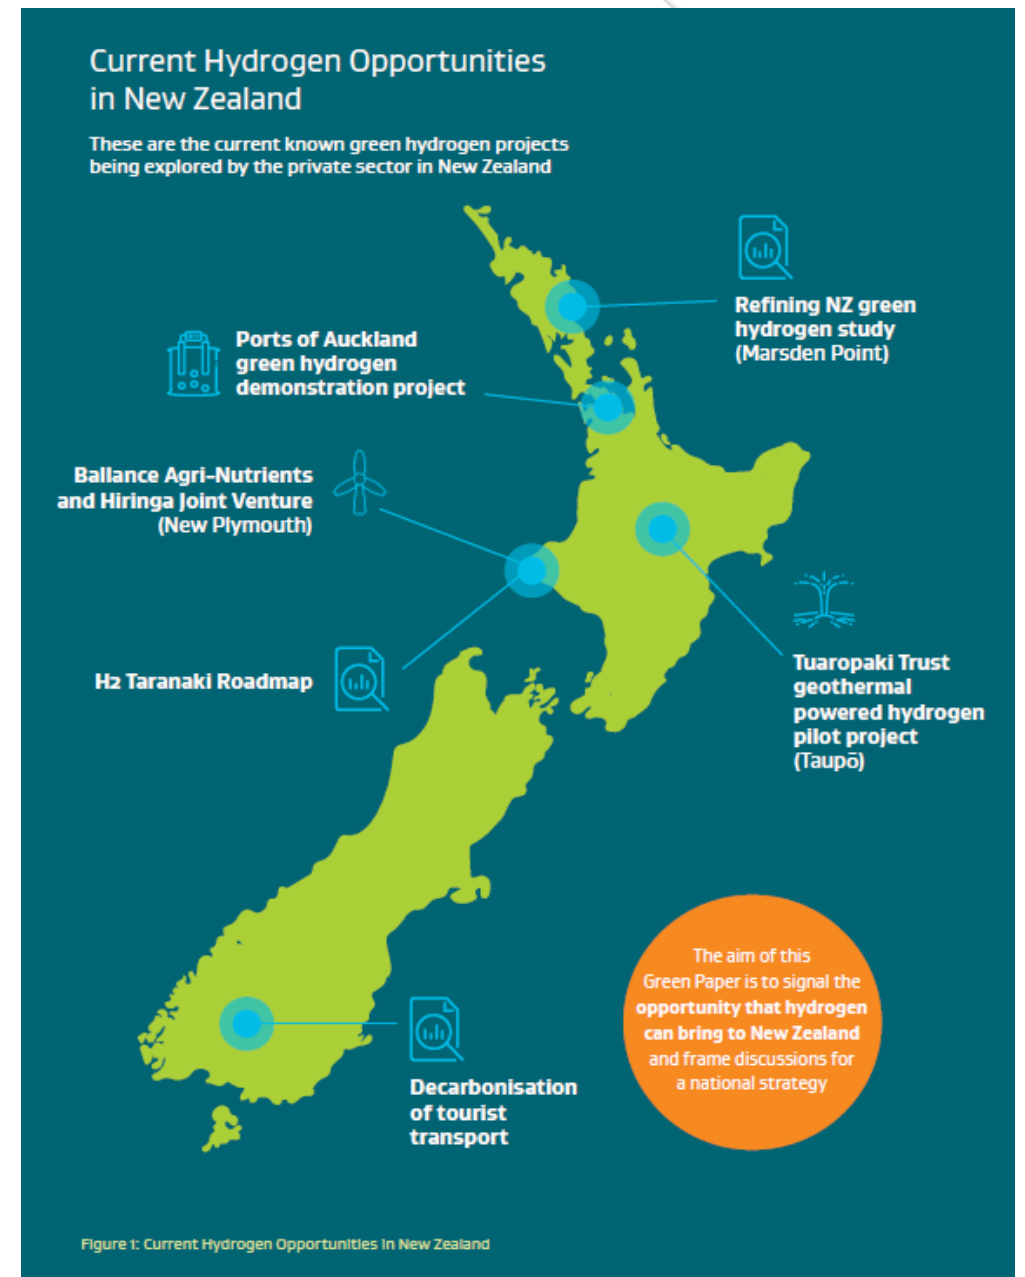 Current Hydrogen Opportunities
in New Zealand
These are the current known green hydrogen projects
being explored by the private sector in New Zealand
Refining NZ green
hydrogen study
(Marsden Point)
Ports of Auckland
green hydrogen
demonstration project
Ballance Agri-Nutrients
and Hiringa Joint Venture
(New Plymouth)
H2 Taranaki Roadmap
Tuaropaki Trust
geothermal
powered hydrogen
pilot project
(Taupō)
The aim of this
Green Paper is to signal the
opportunity that hydrogen
can bring to New Zealand
and frame discussions for
a national strategy
Decarbonisation
of tourist
transport
Figure 1: Current Hydrogen Opportunities in New Zealand